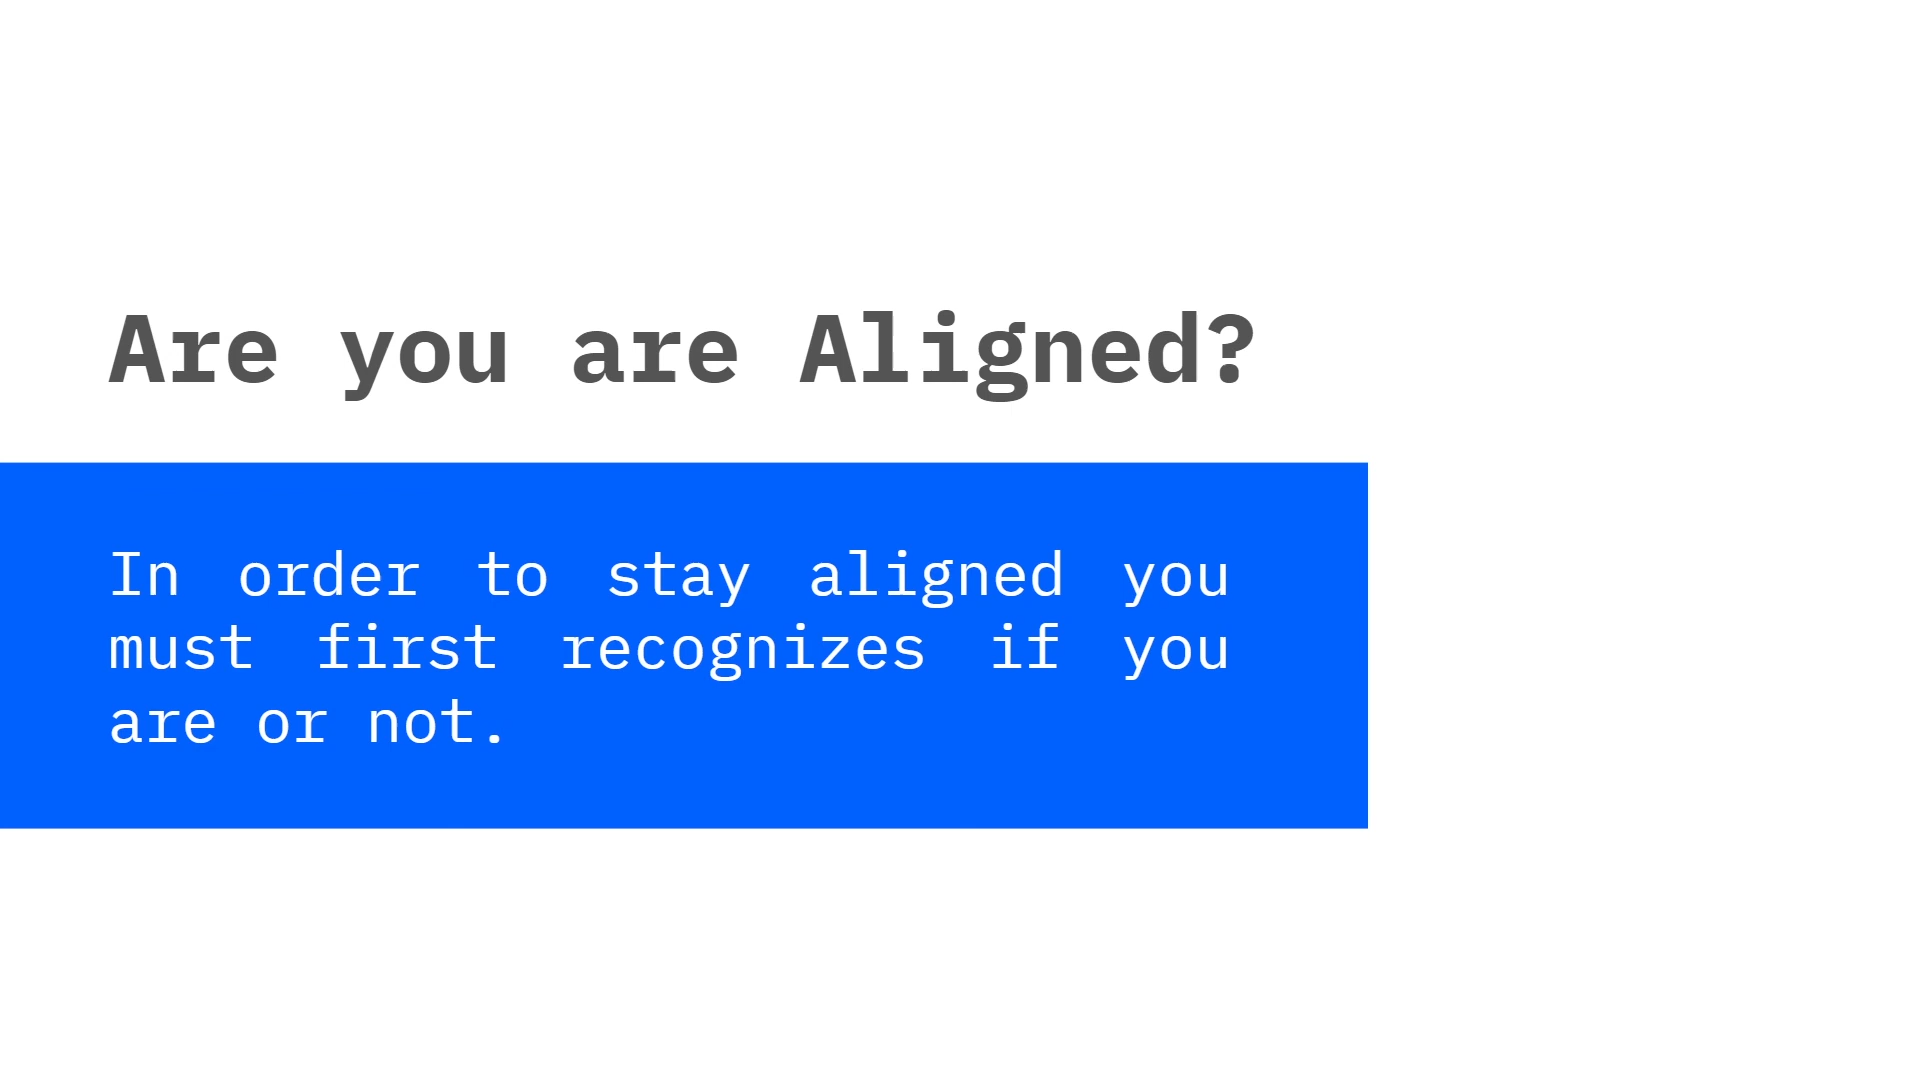 Are you are Aligned?
In order to stay aligned you
must first recognizes if you
are or not.